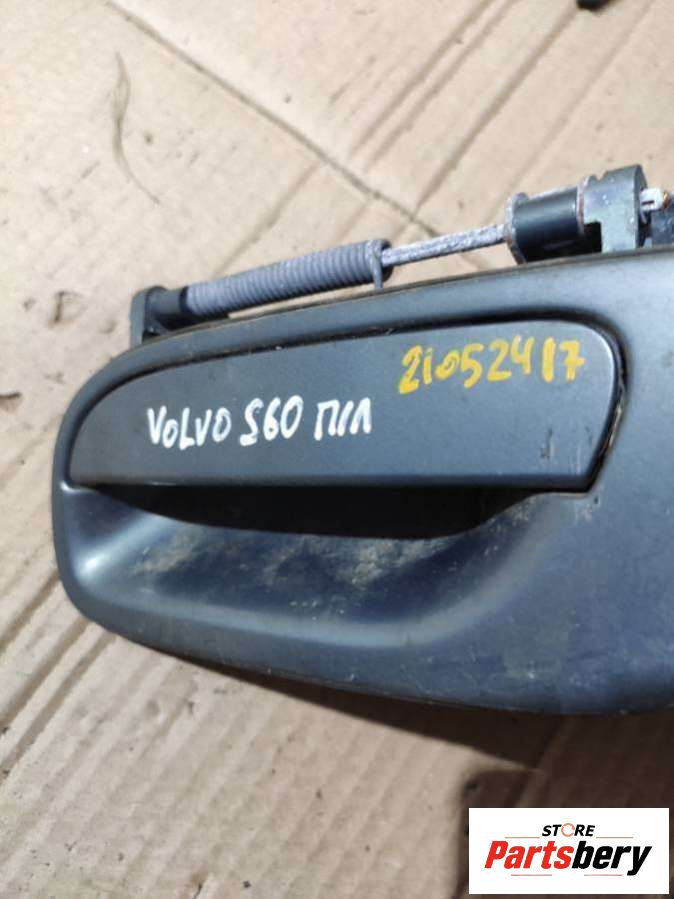 21052417
VOLVO S60 ПЛ
STORE
Partsbery